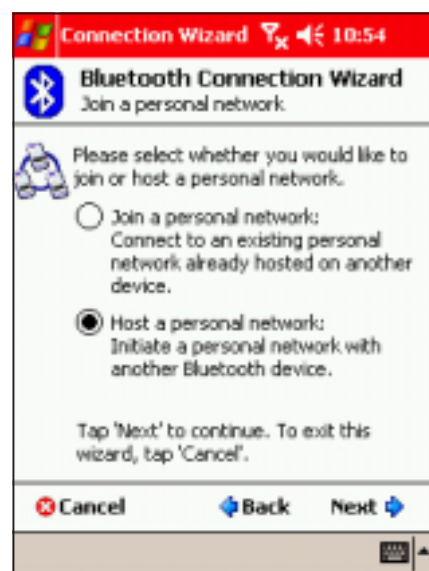 Connection Wizard 10:54
Bluetooth Connection Wizard
Join a personal network
Please select whether you would like to
join or host a personal network.
Join a personal network:
Connect to an existing personal
network already hosted on another
device.
Host a personal network:
Initiate a personal network with
another Bluetooth device.
Tap 'Next' to continue. To exit this
wizard, tap 'Cancel'.
Cancel Back Next